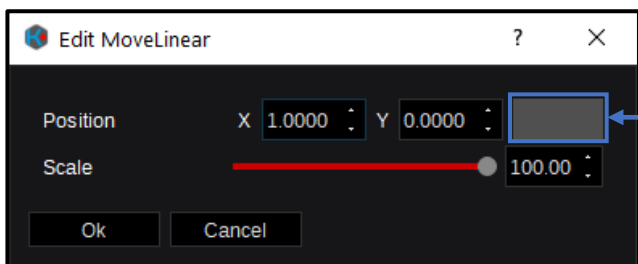 Edit MoveLinear ?
Position X 1.0000 Y 0.0000
Scale 100.00
Ok Cancel